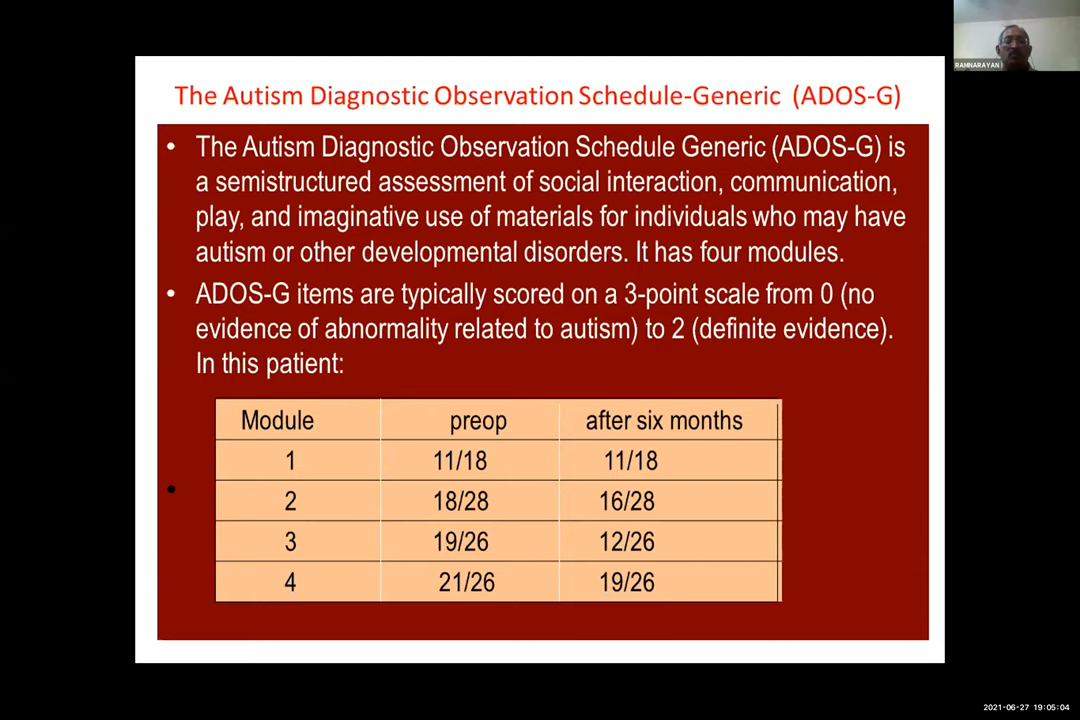 RAMNARAYAN
The Autism Diagnostic Observation Schedule-Generic (ADOS-G)
• The Autism Diagnostic Observation Schedule Generic (ADOS-G) is
a semistructured assessment of social interaction, communication,
play, and imaginative use of materials for individuals who may have
autism or other developmental disorders. It has four modules.
• ADOS-G items are typically scored on a 3-point scale from 0 (no
evidence of abnormality related to autism) to 2 (definite evidence).
In this patient:
Module preop after six months
1 11/18 11/18
2 18/28 16/28
3 19/26 12/26
4 21/26 19/26
2021-06-27 19:05:04